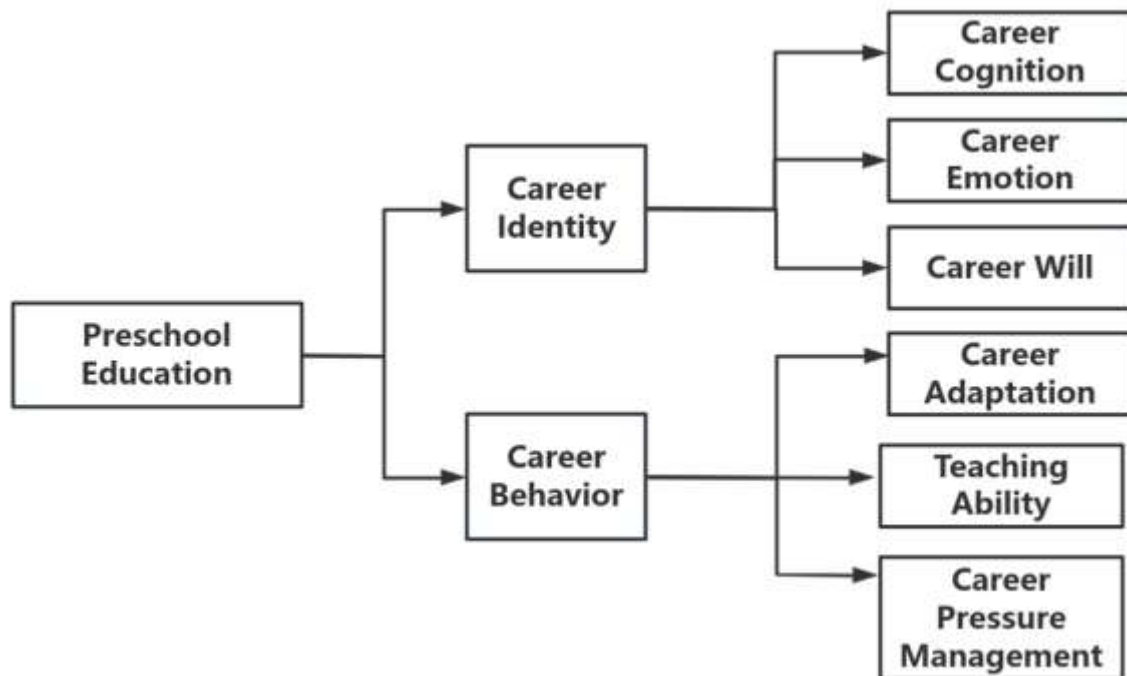 Preschool
Education
Career
Identity
Career
Behavior
Career
Cognition
Career
Emotion
Career Will
Career
Adaptation
Teaching
Ability
Career
Pressure
Management